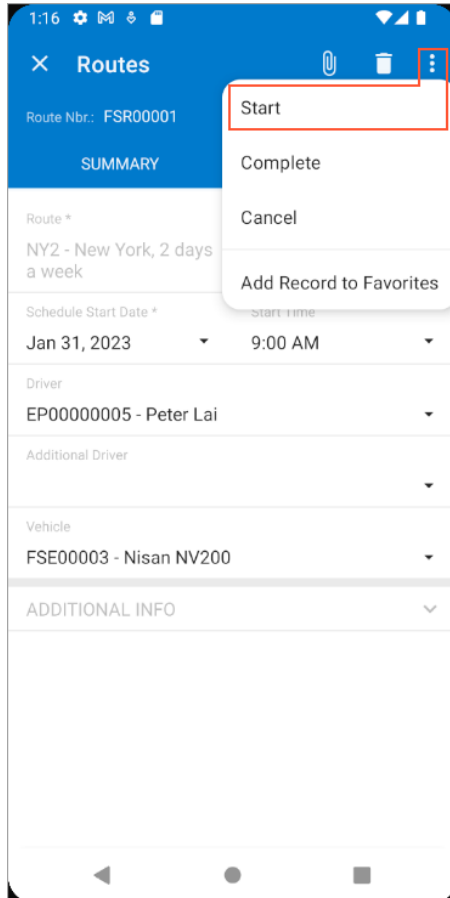 1:16
Routes
Route Nbr.: FSR00001
SUMMARY
Start
Complete
Cancel
Add Record to Favorites
Route *
NY2 - New York, 2 days
a week
Schedule Start Date *
Start Time
Jan 31, 2023
9:00 AM
Driver
EP00000005 - Peter Lai
Additional Driver
Vehicle
FSE00003 - Nisan NV200
ADDITIONAL INFO